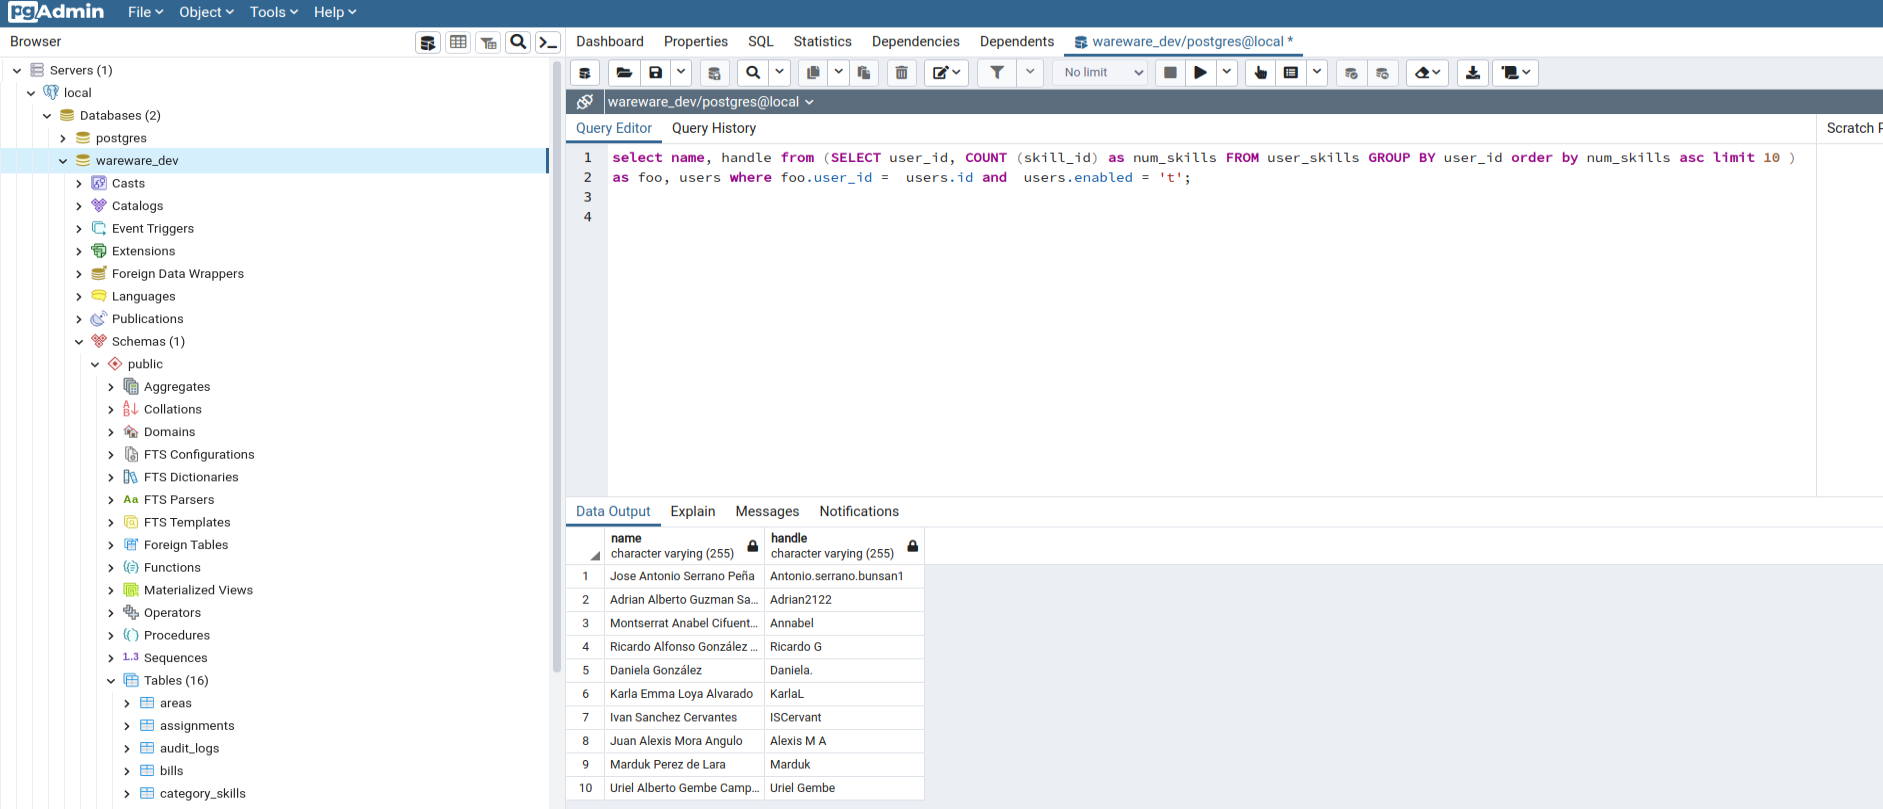 pgAdmin File Object Tools Help
Browser
Servers (1)
local
Databases (2)
postgres
wareware_dev
Casts
Catalogs
Event Triggers
Extensions
Foreign Data Wrappers
Languages
Publications
Schemas (1)
public
Aggregates
Collations
Domains
FTS Configurations
FTS Dictionaries
Aa FTS Parsers
FTS Templates
Foreign Tables
Functions
Materialized Views
Operators
Procedures
1..3 Sequences
Tables (16)
areas
assignments
audit_logs
bills
category_skills
Dashboard Properties SQL Statistics Dependencies Dependents wareware_dev/postgres@local *
No limit
wareware_dev/postgres@local
Query Editor Query History Scratch P
1 select name, handle from (SELECT user_id, COUNT (skill_id) as num_skills FROM user_skills GROUP BY user_id order by num_skills asc limit 10 )
2 as foo, users where foo.user_id =  users.id and  users.enabled = 't';
3
4
Data Output Explain Messages Notifications
name handle
character varying (255) character varying (255)
1 Jose Antonio Serrano Peña Antonio.serrano.bunsan1
2 Adrian Alberto Guzman Sa... Adrian2122
3 Montserrat Anabel Cifuent... Annabel
4 Ricardo Alfonso González ... Ricardo G
5 Daniela González Daniela.
6 Karla Emma Loya Alvarado KarlaL
7 Ivan Sanchez Cervantes ISCervant
8 Juan Alexis Mora Angulo Alexis M A
9 Marduk Perez de Lara Marduk
10 Uriel Alberto Gembe Camp... Uriel Gembe